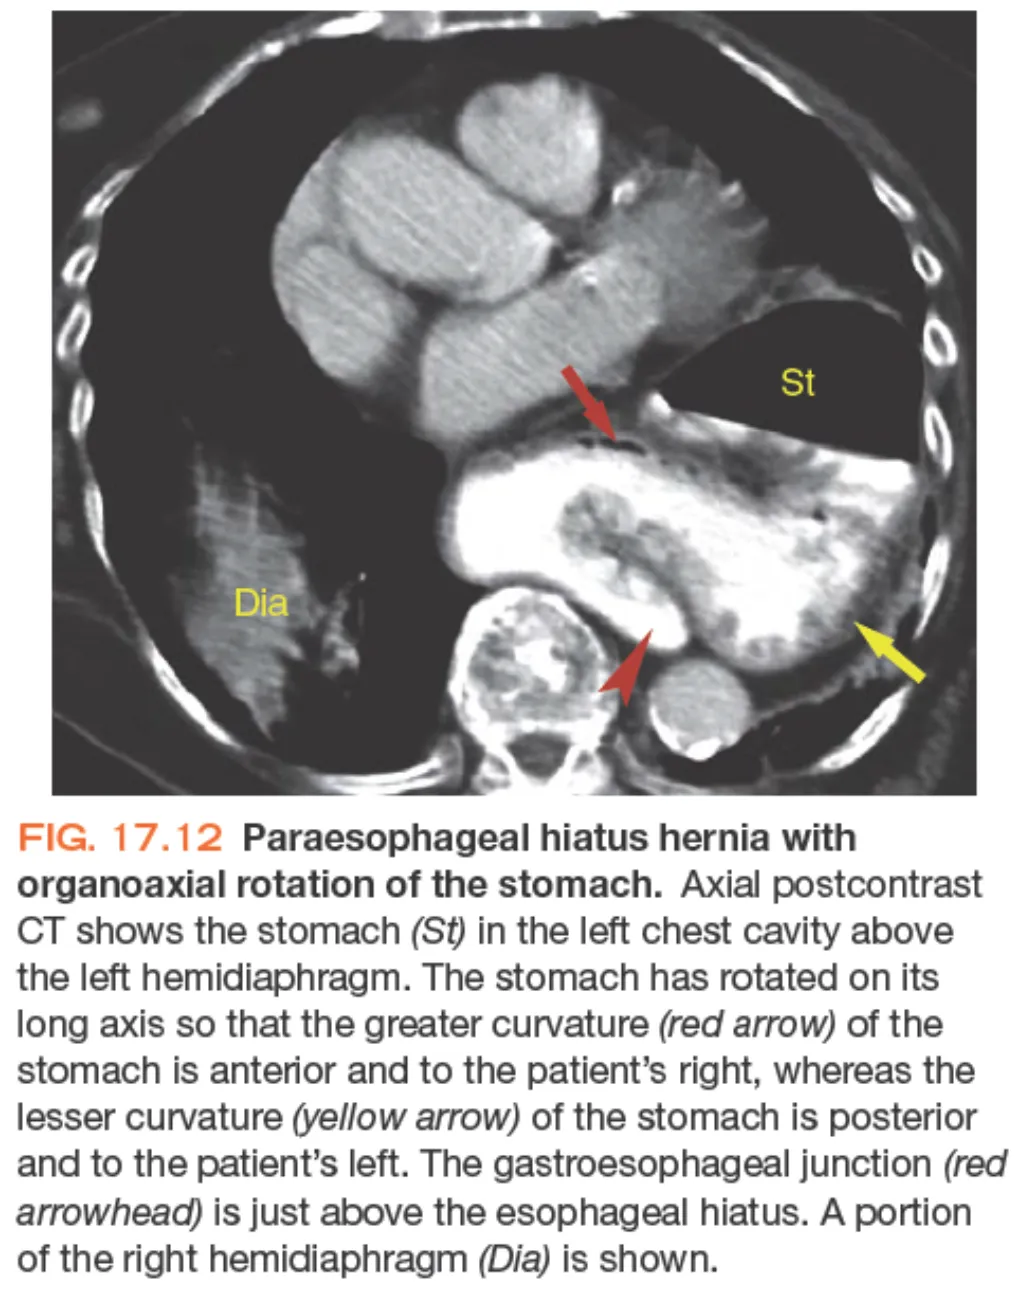 St
Dia
FIG. 17.12 Paraesophageal hiatus hernia with
organoaxial rotation of the stomach. Axial postcontrast
CT shows the stomach (St) in the left chest cavity above
the left hemidiaphragm. The stomach has rotated on its
long axis so that the greater curvature (red arrow) of the
stomach is anterior and to the patient’s right, whereas the
lesser curvature (yellow arrow) of the stomach is posterior
and to the patient’s left. The gastroesophageal junction (red
arrowhead) is just above the esophageal hiatus. A portion
of the right hemidiaphragm (Dia) is shown.